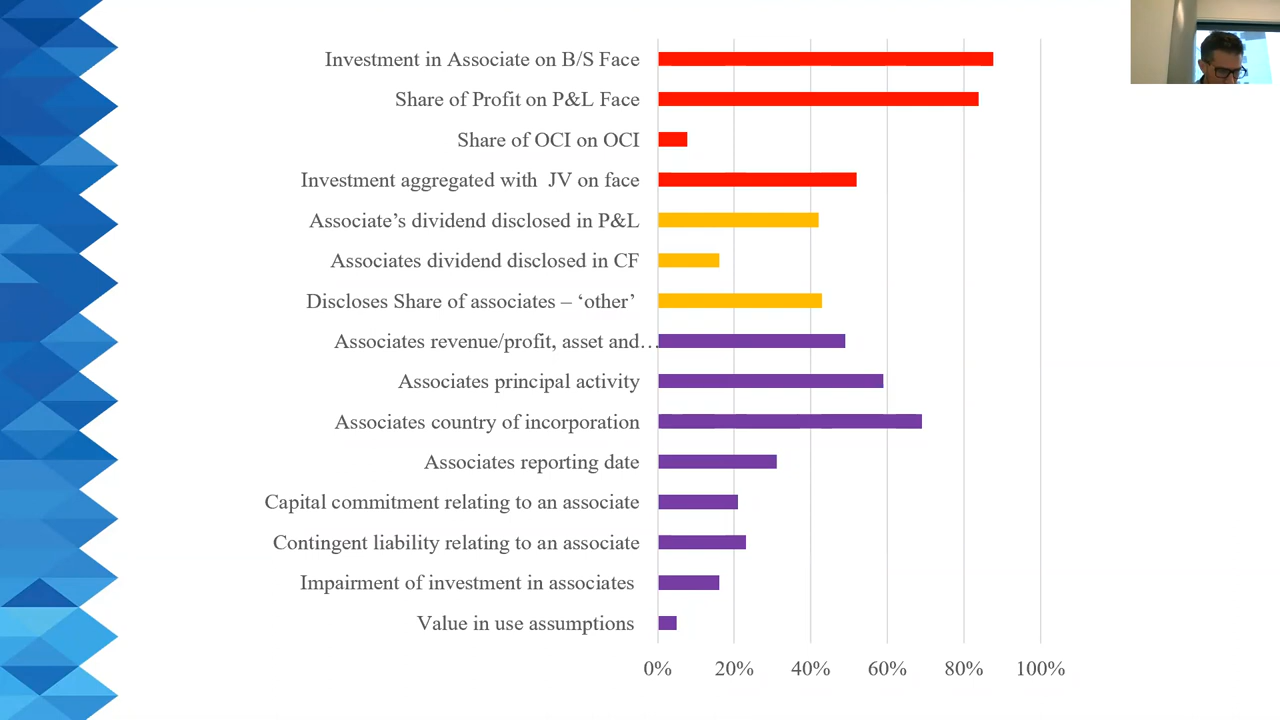 Investment in Associate on B/S Face
Share of Profit on P&L Face
Share of OCI on OCI
Investment aggregated with  JV on face
Associate’s dividend disclosed in P&L
Associates dividend disclosed in CF
Discloses Share of associates – ‘other’
Associates revenue/profit, asset and…
Associates principal activity
Associates country of incorporation
Associates reporting date
Capital commitment relating to an associate
Contingent liability relating to an associate
Impairment of investment in associates
Value in use assumptions
0% 20% 40% 60% 80% 100%